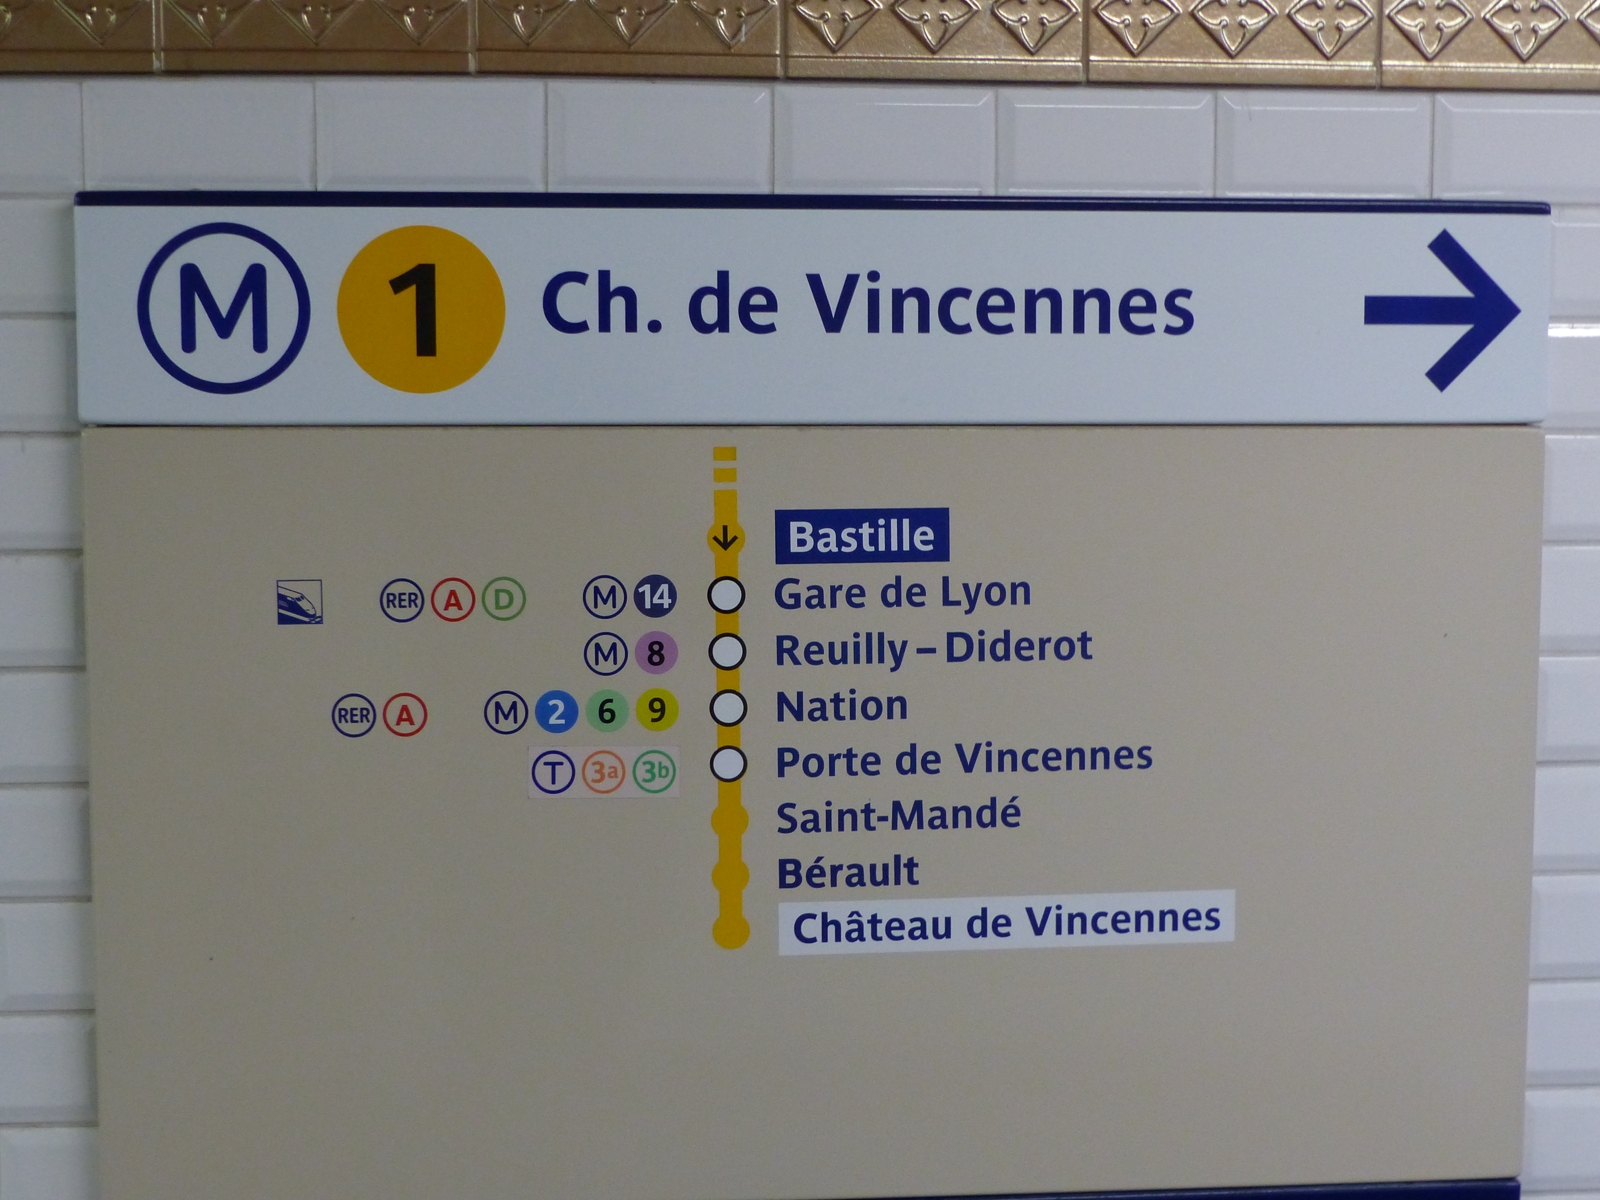 M 1 Ch. de Vincennes
Bastille
RER A D M 14 Gare de Lyon
M 8 Reuilly – Diderot
RER A M 2 6 9 Nation
T 3a 3b Porte de Vincennes
Saint-Mandé
Bérault
Château de Vincennes